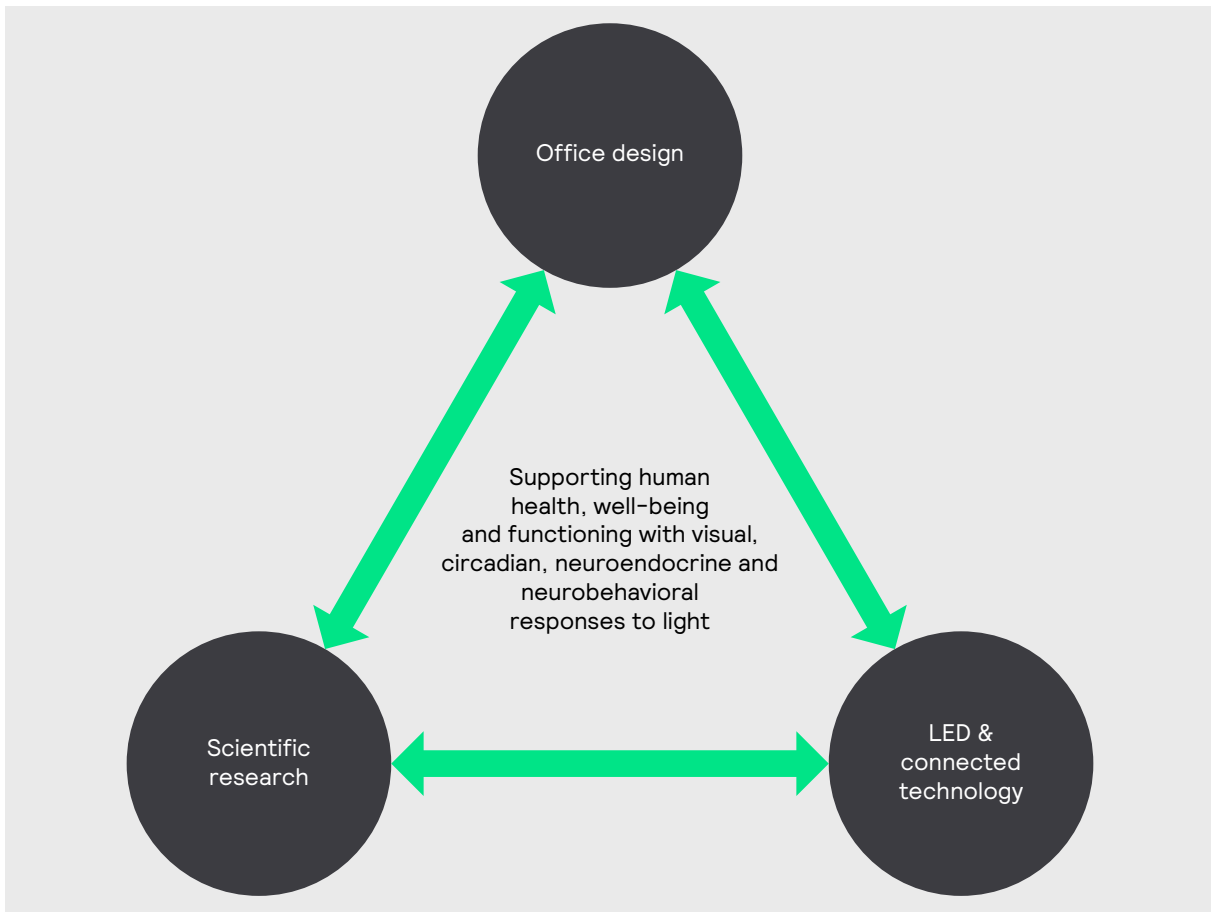 Office design
Supporting human
health, well-being
and functioning with visual,
circadian, neuroendocrine and
neurobehavioral
responses to light
Scientific
research
LED &
connected
technology